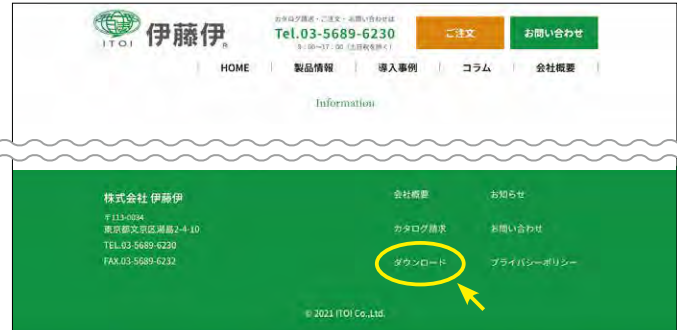 ITOI
伊藤伊®
カタログ請求・ご注文・お問い合わせは
Tel.03-5689-6230
9:00〜17:00（土日祝を除く）
ご注文
お問い合わせ
HOME 製品情報 導入事例 コラム 会社概要
Information
株式会社 伊藤伊
〒113-0034
東京都文京区湯島2-4-10
TEL.03-5689-6230
FAX.03-5689-6232
会社概要 お知らせ
カタログ請求 お問い合わせ
ダウンロード プライバシーポリシー
© 2021 ITOI Co.,Ltd.